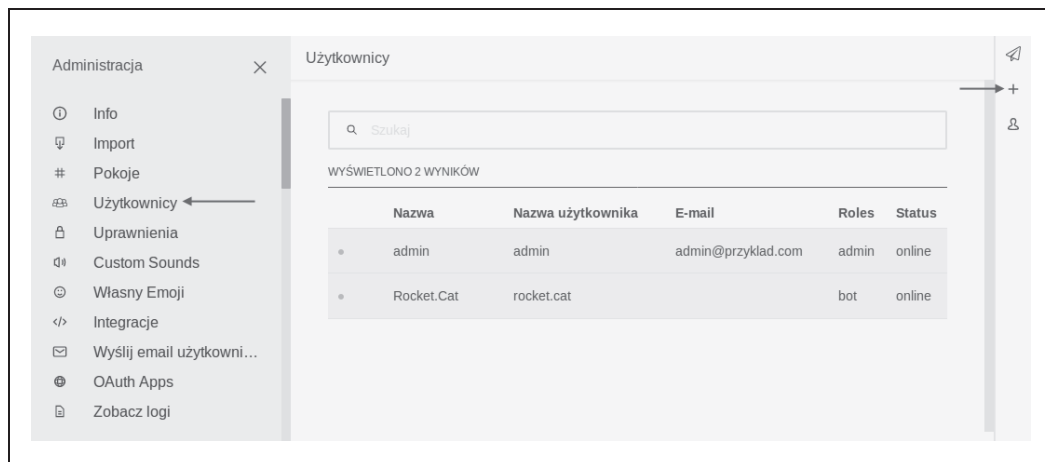 Administracja
Info
Import
Pokoje
Użytkownicy
Uprawnienia
Custom Sounds
Własny Emoji
Integracje
Wyślij email użytkowni…
OAuth Apps
Zobacz logi
Użytkownicy
Szukaj
WYŚWIETLONO 2 WYNIKÓW
Nazwa Nazwa użytkownika E-mail Roles Status
admin admin admin@przyklad.com admin online
Rocket.Cat rocket.cat bot online